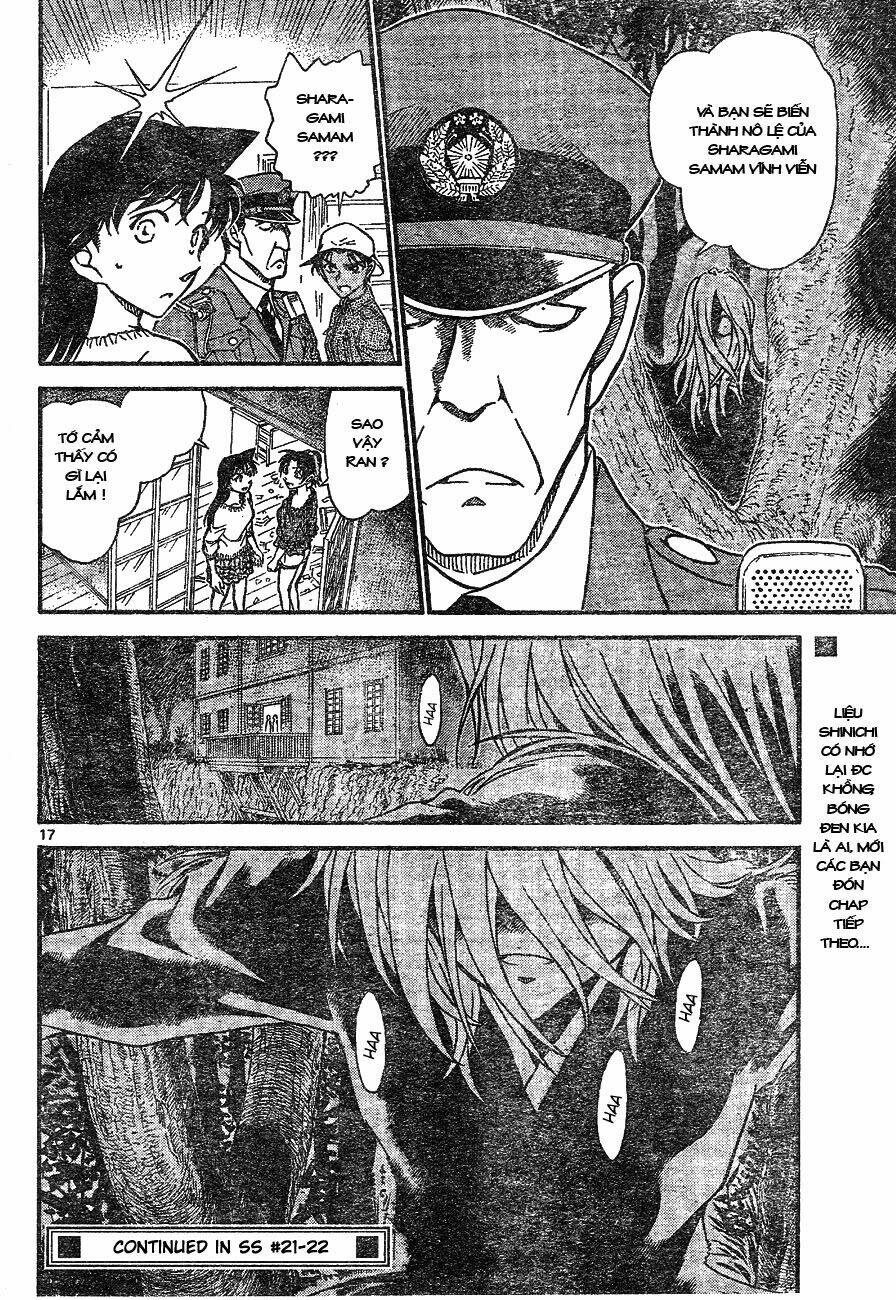 VÀ BẠN SẼ BIẾN
THÀNH NÔ LỆ CỦA
SHARAGAMI
SAMAM VĨNH VIỄN
SHARA-
GAMI
SAMAM
???
SAO
VẬY
RAN ?
TỚ CẢM
THẤY CÓ
GÌ LẠI
LẮM !
HAA
17
LIỆU
SHINICHI
CÓ NHỚ
LẠI ĐC
KHỔNG
BÓNG
ĐEN KIA
LÀ AI, MỚI
CÁC BẠN
ĐÓN
CHAP
TIẾP
THEO....
HAA
HAA
HAA
CONTINUED IN SS #21-22